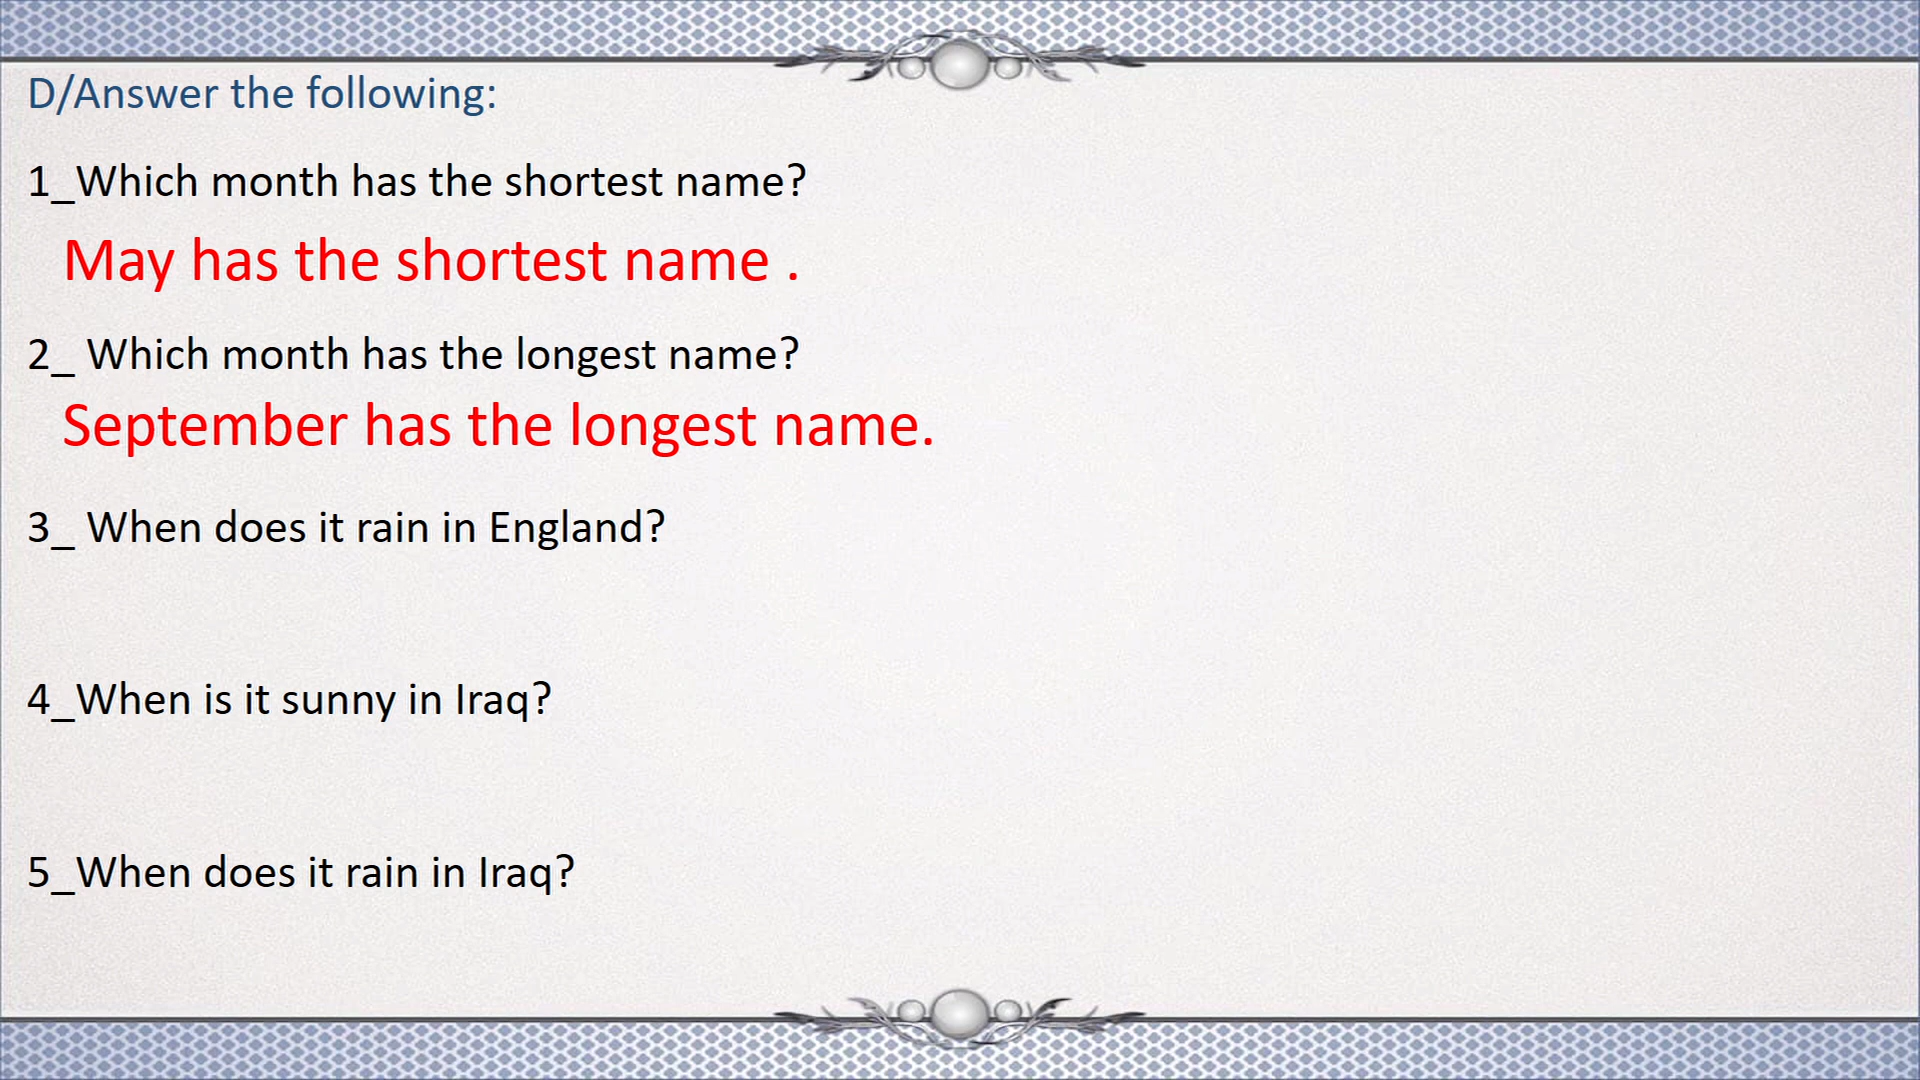 D/Answer the following:
1_Which month has the shortest name?
May has the shortest name .
2_ Which month has the longest name?
September has the longest name.
3_ When does it rain in England?
4_When is it sunny in Iraq?
5_When does it rain in Iraq?